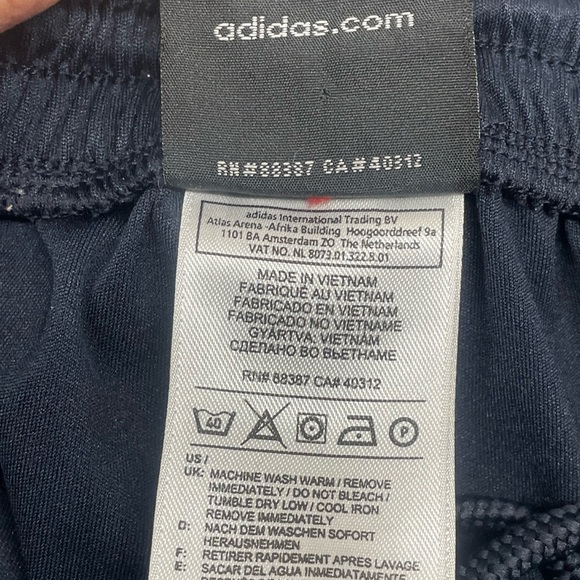 adidas.com
RN#88387 CA#40312
adidas International Trading BV
Atlas Arena -Afrika Building Hoogoorddreef 9a
1101 BA Amsterdam ZO The Netherlands
VAT NO. NL 8073.01.322.B.01
MADE IN VIETNAM
FABRIQUÉ AU VIETNAM
FABRICADO EN VIETNAM
FABRICADO NO VIETNAME
GYÁRTVA: VIETNÁM
СДЕЛАНО ВО ВЬЕТНАМЕ
RN# 88387 CA# 40312
40 P
US /
UK: MACHINE WASH WARM / REMOVE
IMMEDIATELY / DO NOT BLEACH /
TUMBLE DRY LOW / COOL IRON
REMOVE IMMEDIATELY
D: NACH DEM WASCHEN SOFORT
HERAUSNEHMEN
F: RETIRER RAPIDEMENT APRES LAVAGE
E: SACAR DEL AGUA INMEDIATAMENTE